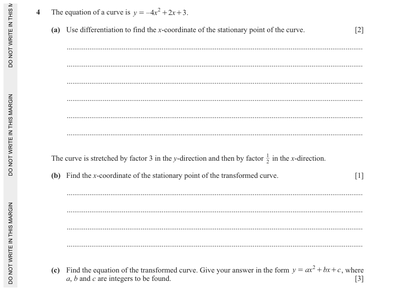 4 The equation of a curve is y = –4x² + 2x + 3.
(a) Use differentiation to find the x-coordinate of the stationary point of the curve. [2]
The curve is stretched by factor 3 in the y-direction and then by factor 1/2 in the x-direction.
(b) Find the x-coordinate of the stationary point of the transformed curve. [1]
(c) Find the equation of the transformed curve. Give your answer in the form y = ax² + bx + c, where
a, b and c are integers to be found. [3]
DO NOT WRITE IN THIS M
DO NOT WRITE IN THIS MARGIN
DO NOT WRITE IN THIS MARGIN